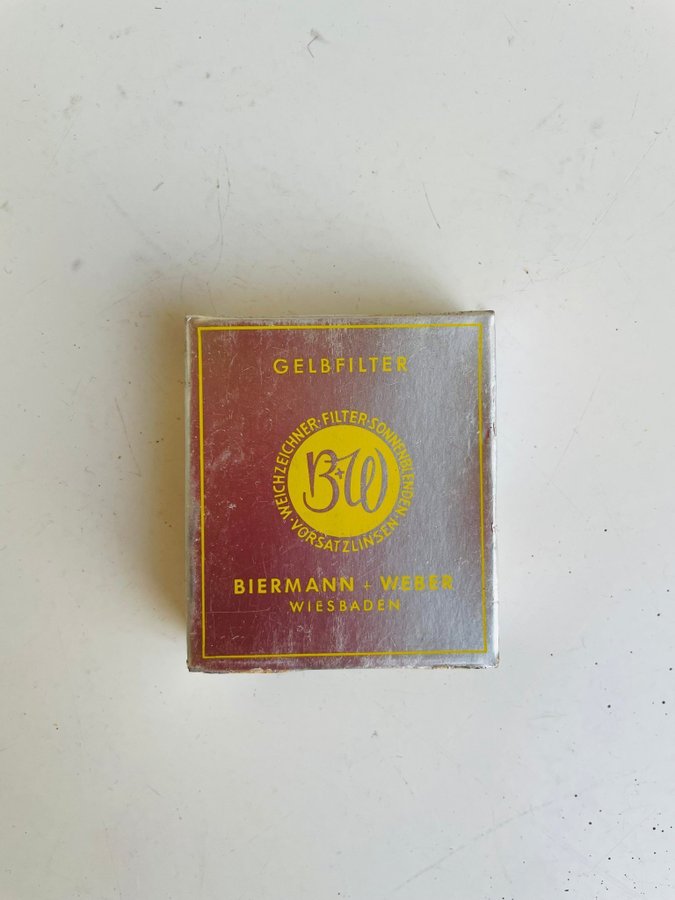 GELBFILTER
WEICHZEICHNER·FILTER·SONNENBLENDEN·VORSATZLINSEN·
B+W
BIERMANN + WEBER
WIESBADEN